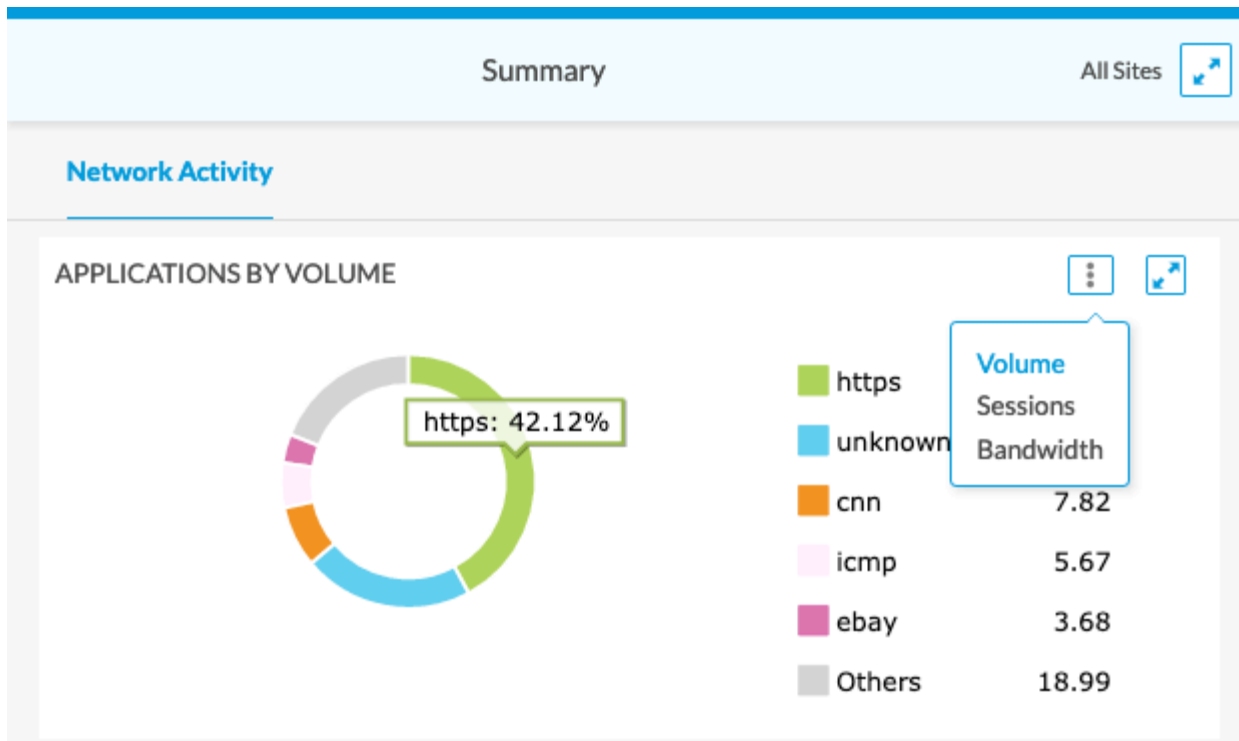 Summary
All Sites
Network Activity
APPLICATIONS BY VOLUME
https: 42.12%
Volume
Sessions
Bandwidth
https
unknown
cnn 7.82
icmp 5.67
ebay 3.68
Others 18.99